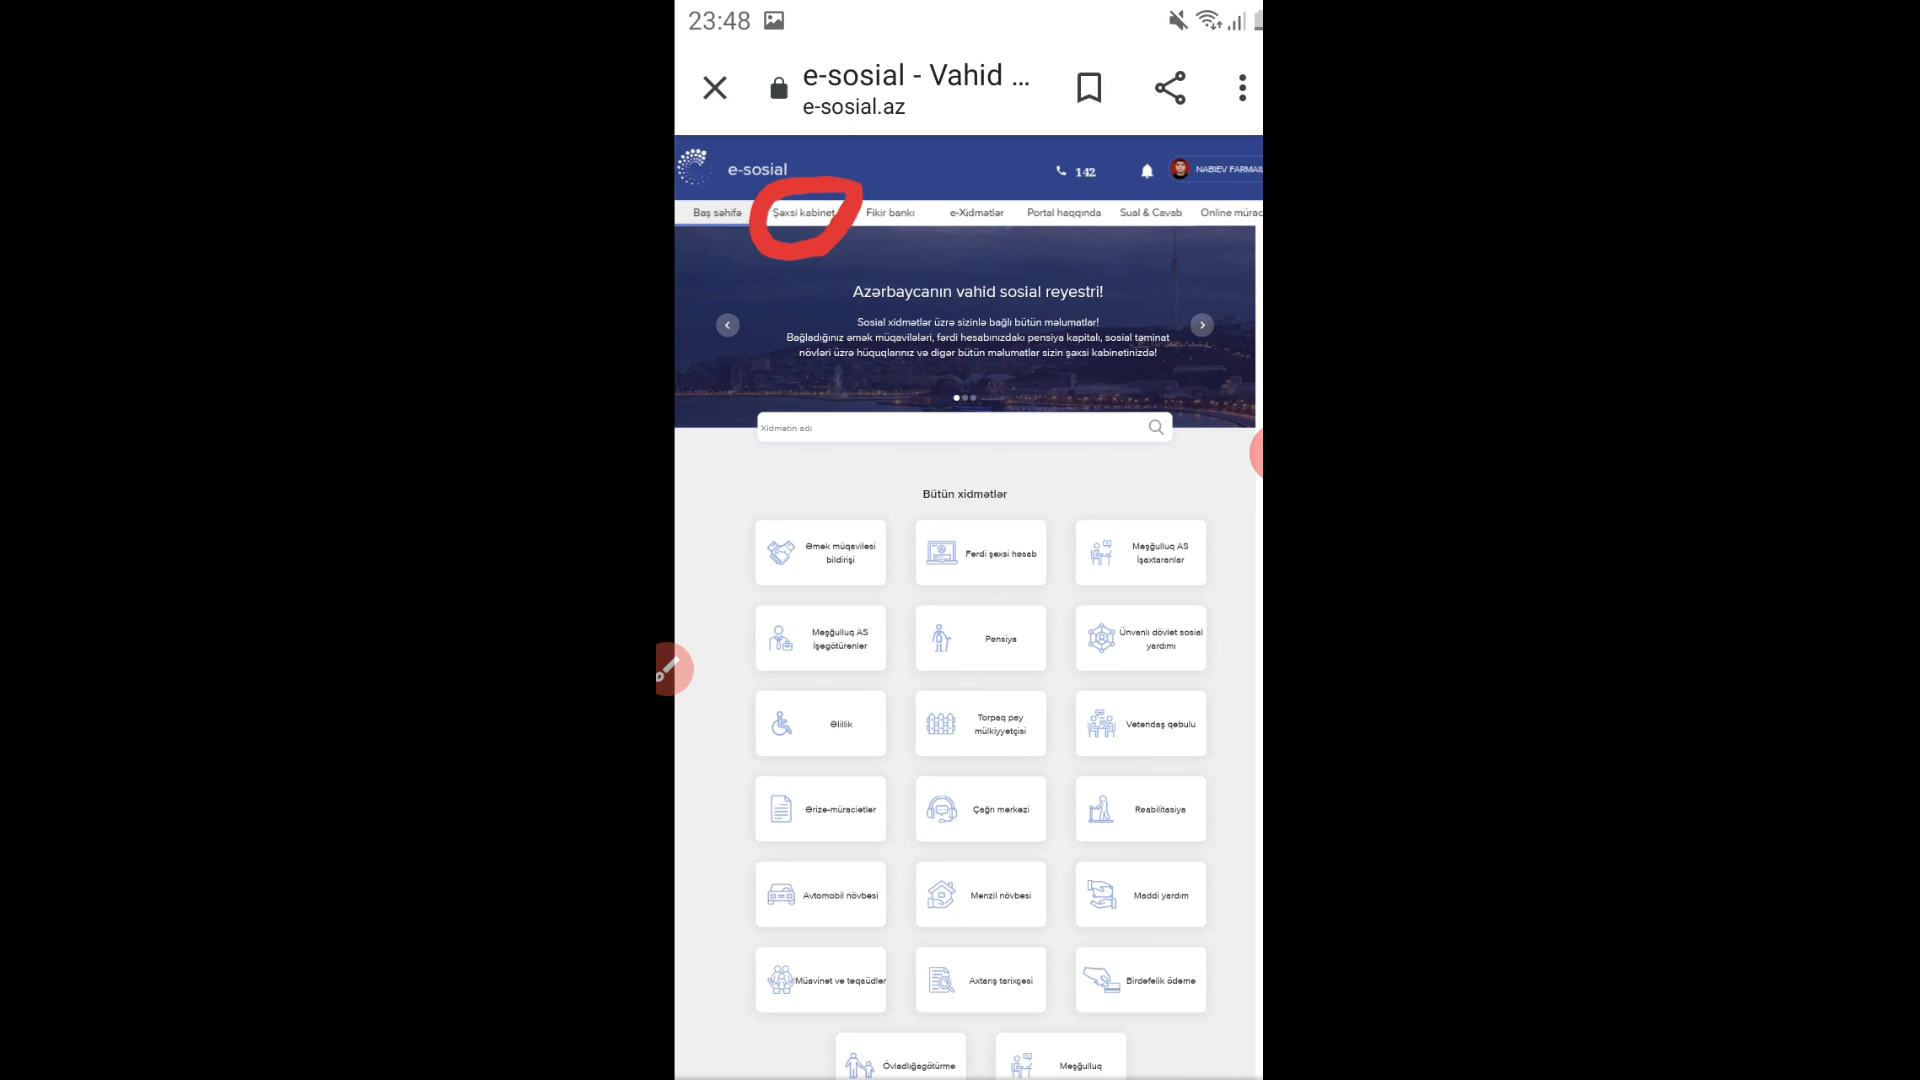 23:48
e-sosial - Vahid ...
e-sosial.az
e-sosial
142
NABIEV FARMAIL
Baş səhifə
Şəxsi kabinet
Fikir bankı
e-Xidmətlər
Portal haqqında
Sual & Cavab
Online mürac
Azərbaycanın vahid sosial reyestri!
Sosial xidmətlər üzrə sizinlə bağlı bütün məlumatlar!
Bağladığınız əmək müqavilələri, fərdi hesabınızdakı pensiya kapitalı, sosial təminat
növləri üzrə hüquqlarınız və digər bütün məlumatlar sizin şəxsi kabinetinizdə!
Xidmətin adı
Bütün xidmətlər
Əmək müqaviləsi
bildirişi
Fərdi şəxsi hesab
Məşğulluq AS
İşaxtaranlar
Məşğulluq AS
İşəgötürənlər
Pensiya
Ünvanlı dövlət sosial
yardımı
Əlillik
Torpaq pay
mülkiyyətçisi
Vətəndaş qəbulu
Ərizə-müraciətlər
Çağrı mərkəzi
Reabilitasiya
Avtomobil növbəsi
Mənzil növbəsi
Maddi yardım
Müavinət və təqaüdlər
Axtarış tarixçəsi
Birdəfəlik ödəmə
Övladlığagötürmə
Məşğulluq